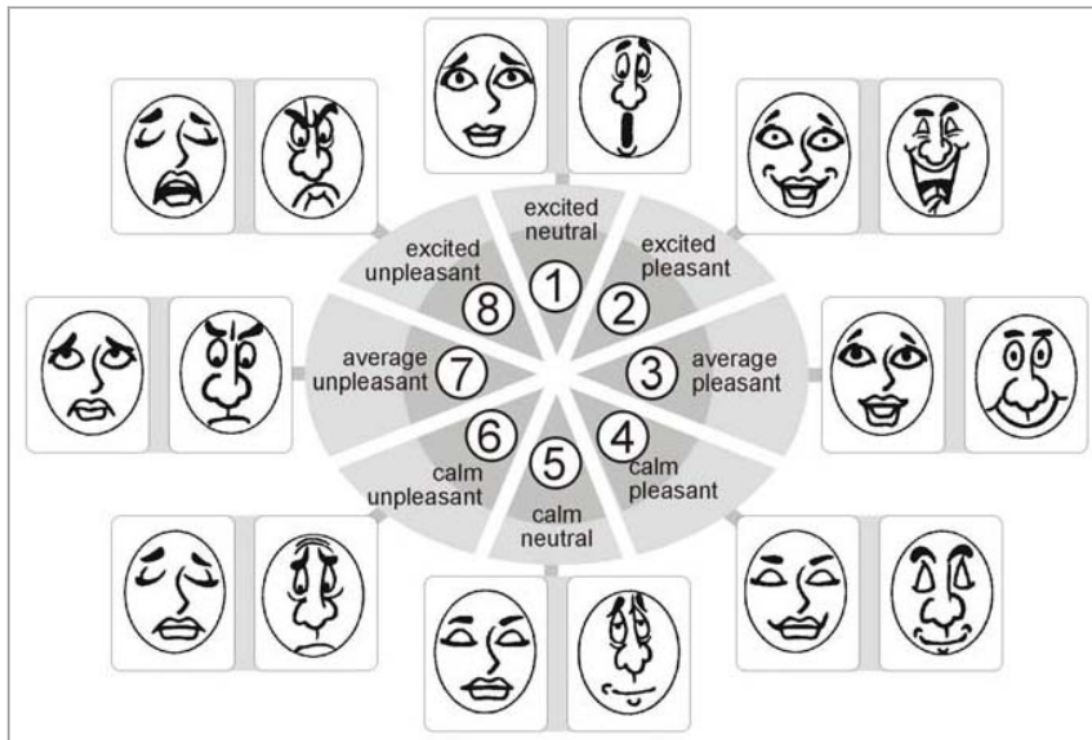 excited
neutral
1
excited
pleasant
2
average
pleasant
3
calm
pleasant
4
calm
neutral
5
calm
unpleasant
6
average
unpleasant
7
excited
unpleasant
8